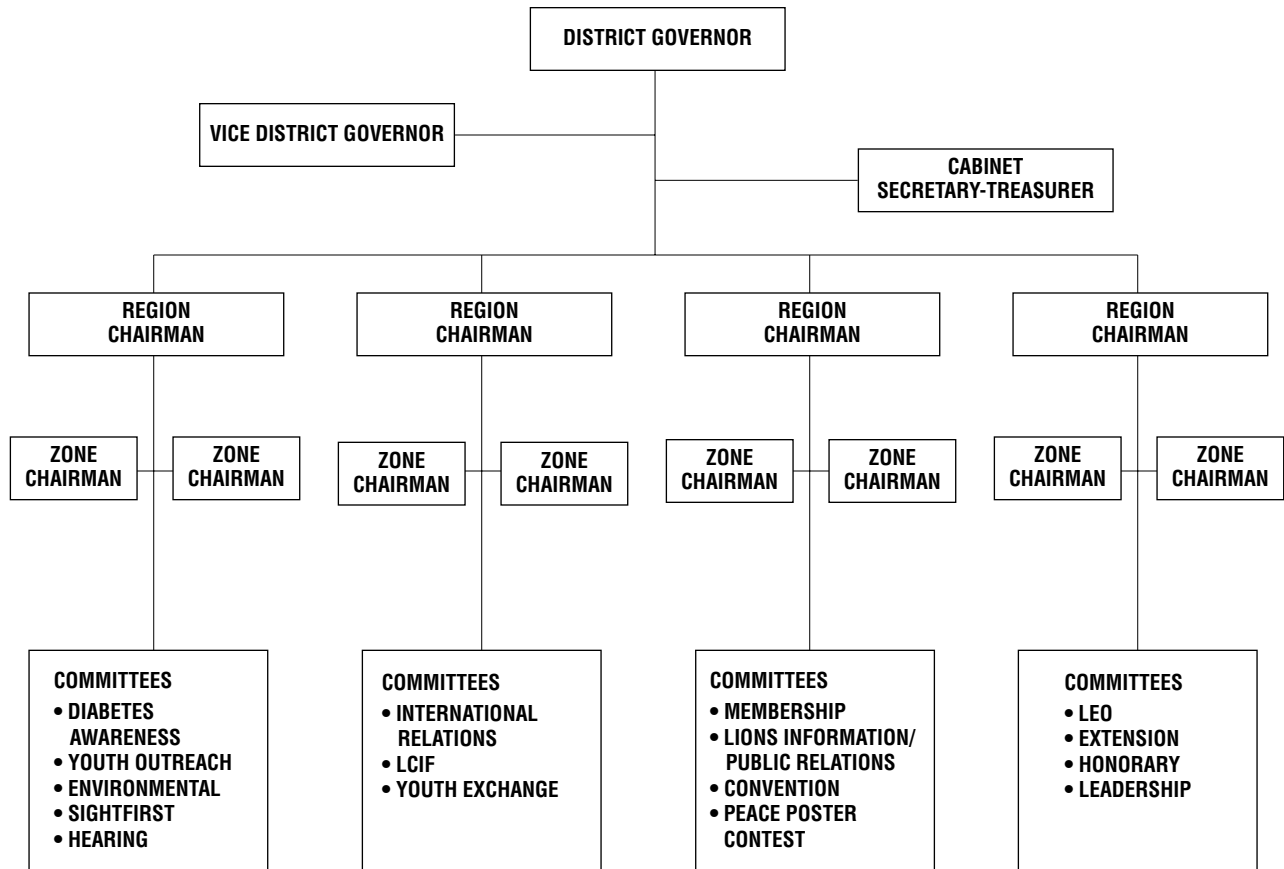 DISTRICT GOVERNOR
VICE DISTRICT GOVERNOR
CABINET
SECRETARY-TREASURER
REGION
CHAIRMAN
REGION
CHAIRMAN
REGION
CHAIRMAN
REGION
CHAIRMAN
ZONE
CHAIRMAN
ZONE
CHAIRMAN
ZONE
CHAIRMAN
ZONE
CHAIRMAN
ZONE
CHAIRMAN
ZONE
CHAIRMAN
ZONE
CHAIRMAN
ZONE
CHAIRMAN
COMMITTEES
• DIABETES
AWARENESS
• YOUTH OUTREACH
• ENVIRONMENTAL
• SIGHTFIRST
• HEARING
COMMITTEES
• INTERNATIONAL
RELATIONS
• LCIF
• YOUTH EXCHANGE
COMMITTEES
• MEMBERSHIP
• LIONS INFORMATION/
PUBLIC RELATIONS
• CONVENTION
• PEACE POSTER
CONTEST
COMMITTEES
• LEO
• EXTENSION
• HONORARY
• LEADERSHIP